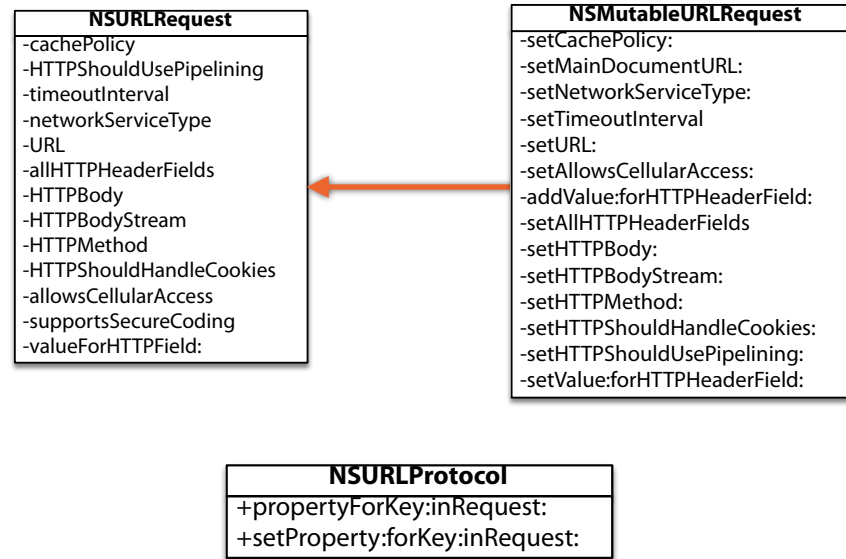 NSURLRequest
-cachePolicy
-HTTPShouldUsePipelining
-timeoutInterval
-networkServiceType
-URL
-allHTTPHeaderFields
-HTTPBody
-HTTPBodyStream
-HTTPMethod
-HTTPShouldHandleCookies
-allowsCellularAccess
-supportsSecureCoding
-valueForHTTPField:
NSMutableURLRequest
-setCachePolicy:
-setMainDocumentURL:
-setNetworkServiceType:
-setTimeoutInterval
-setURL:
-setAllowsCellularAccess:
-addValue:forHTTPHeaderField:
-setAllHTTPHeaderFields
-setHTTPBody:
-setHTTPBodyStream:
-setHTTPMethod:
-setHTTPShouldHandleCookies:
-setHTTPShouldUsePipelining:
-setValue:forHTTPHeaderField:
NSURLProtocol
+propertyForKey:inRequest:
+setProperty:forKey:inRequest: